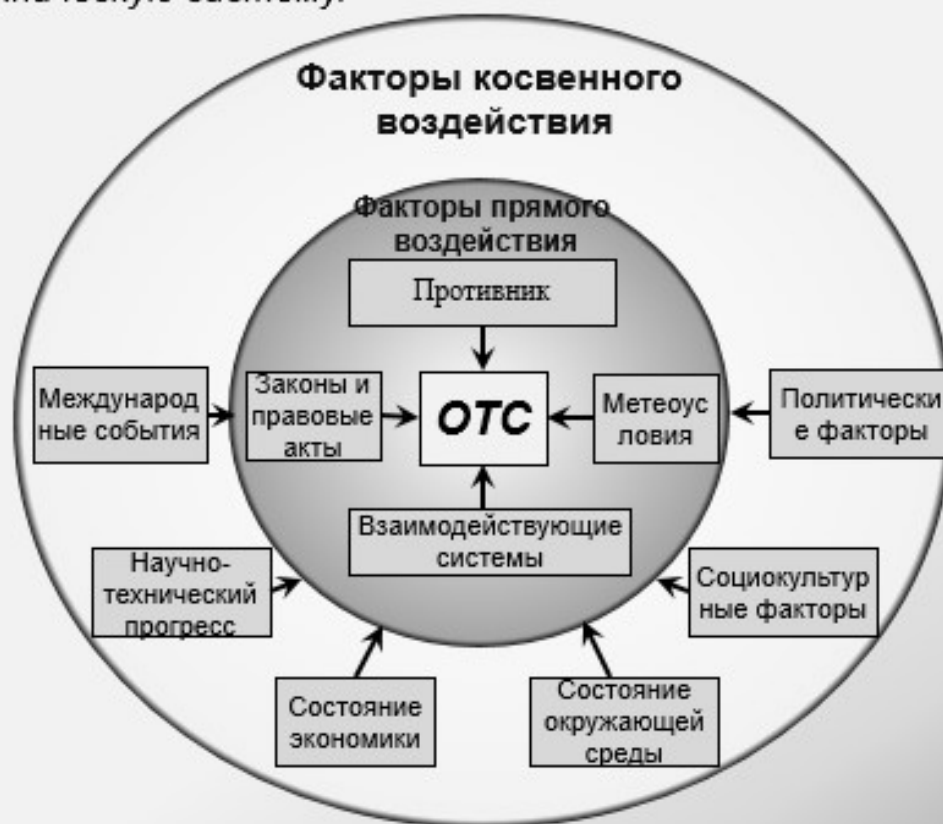 систему.
Факторы косвенного
воздействия
Факторы прямого
воздействия
Противник
Международ
ные события
Законы и
правовые
акты
ОТС
Метеоус
ловия
Политически
е факторы
Взаимодействующие
системы
Научно-
технический
прогресс
Социокультур
ные факторы
Состояние
экономики
Состояние
окружающей
среды